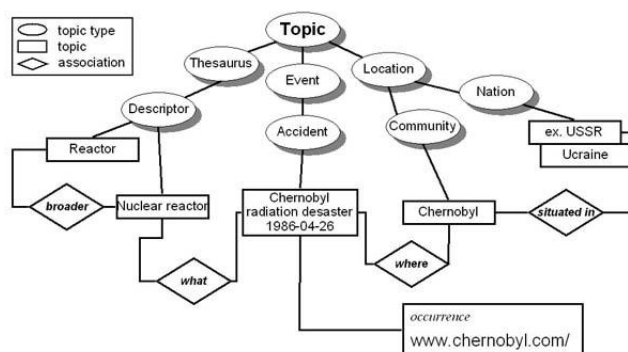 topic type
topic
association
Topic
Thesaurus
Event
Location
Nation
Descriptor
Accident
Community
ex. USSR
Ucraine
Reactor
broader
Nuclear reactor
Chernobyl
radiation desaster
1986-04-26
Chernobyl
situated in
what
where
occurrence
www.chernobyl.com/